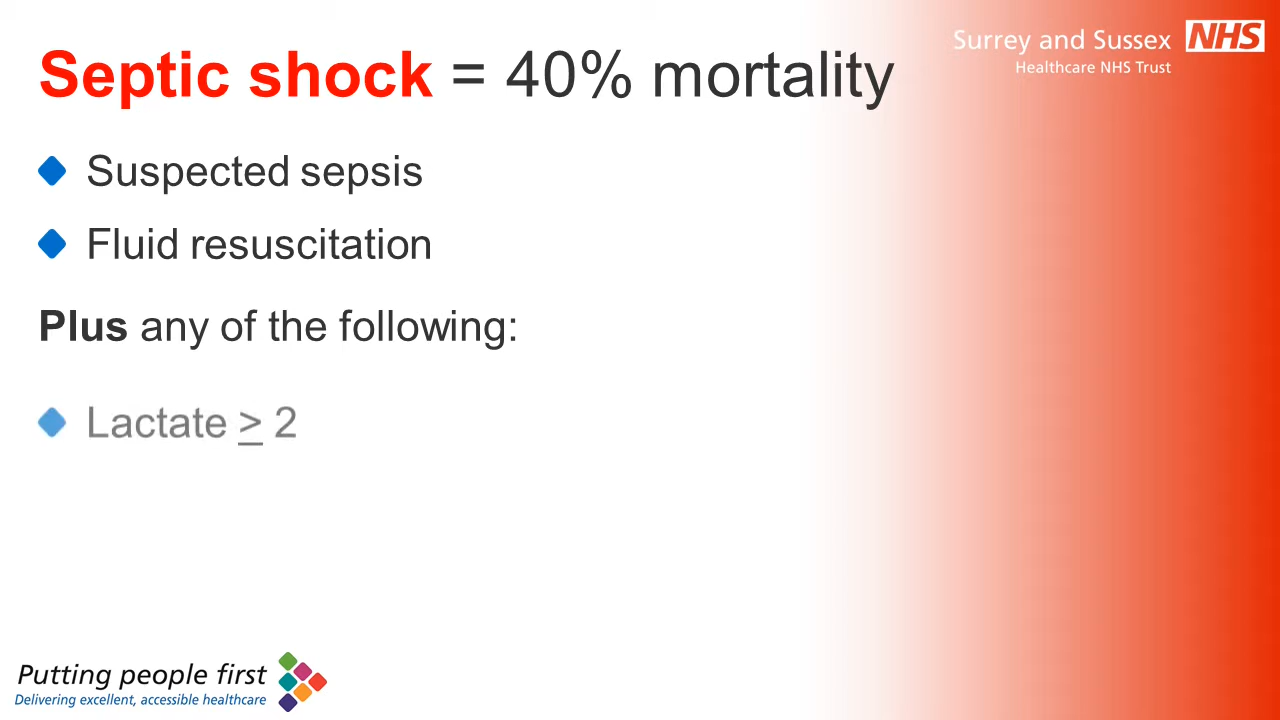 Surrey and Sussex NHS
Healthcare NHS Trust
Septic shock = 40% mortality
Suspected sepsis
Fluid resuscitation
Plus any of the following:
Lactate ≥ 2
Putting people first
Delivering excellent, accessible healthcare